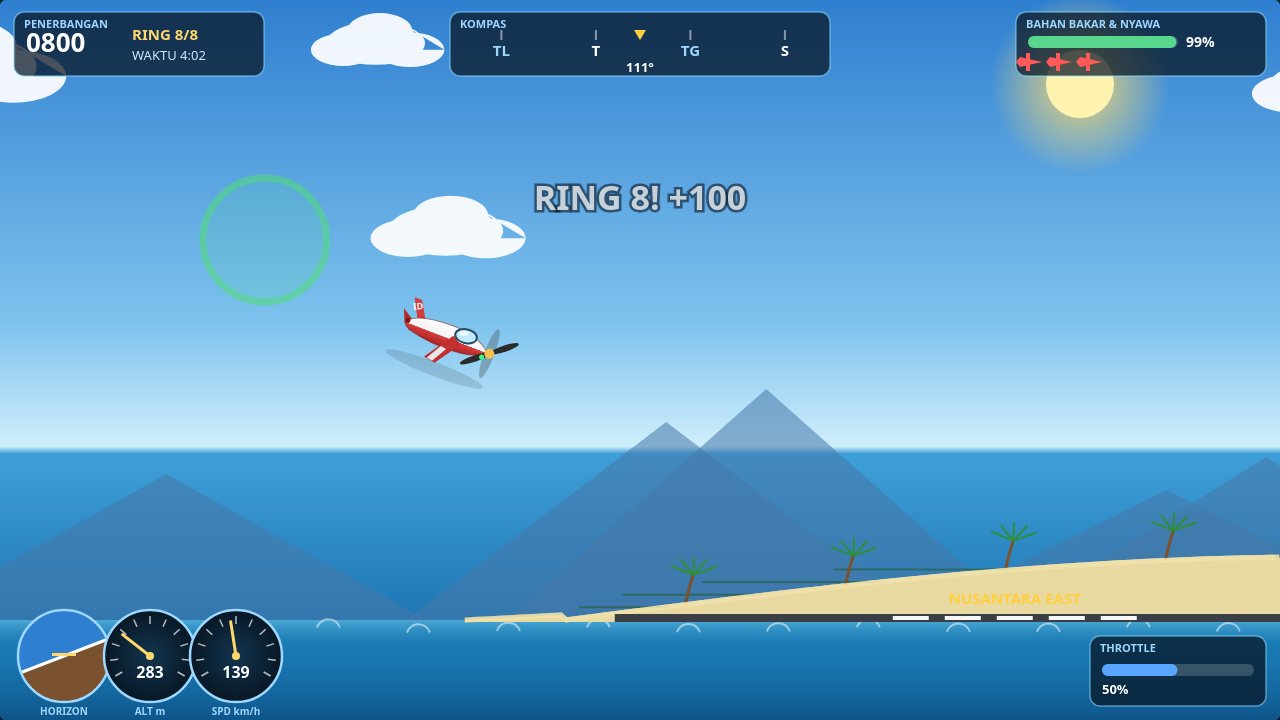 PENERBANGAN
0800
RING 8/8
WAKTU 4:02
KOMPAS
TL T TG S
111°
BAHAN BAKAR & NYAWA
99%
RING 8! +100
1D
NUSANTARA EAST
283
139
HORIZON
ALT m
SPD km/h
THROTTLE
50%